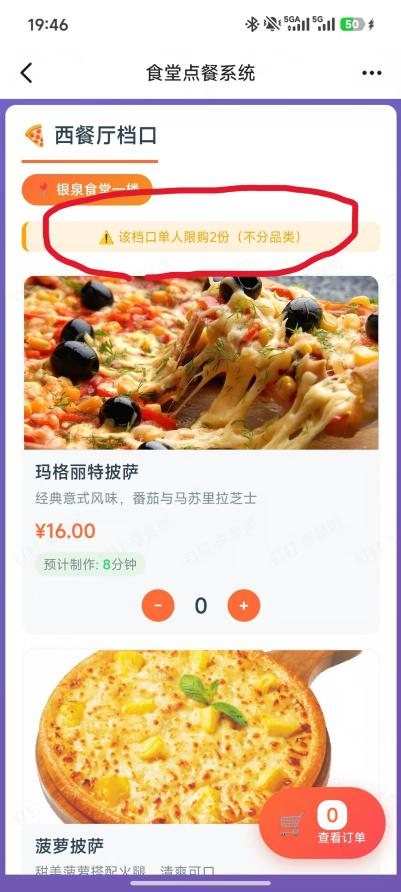 19:46
5GA 5G 50
食堂点餐系统
西餐厅档口
银泉食堂一楼
该档口单人限购2份（不分品类）
玛格丽特披萨
经典意式风味，番茄与马苏里拉芝士
¥16.00
预计制作: 8分钟
- 0 +
菠萝披萨
甜美菠萝搭配火腿，清爽可口
0
查看订单